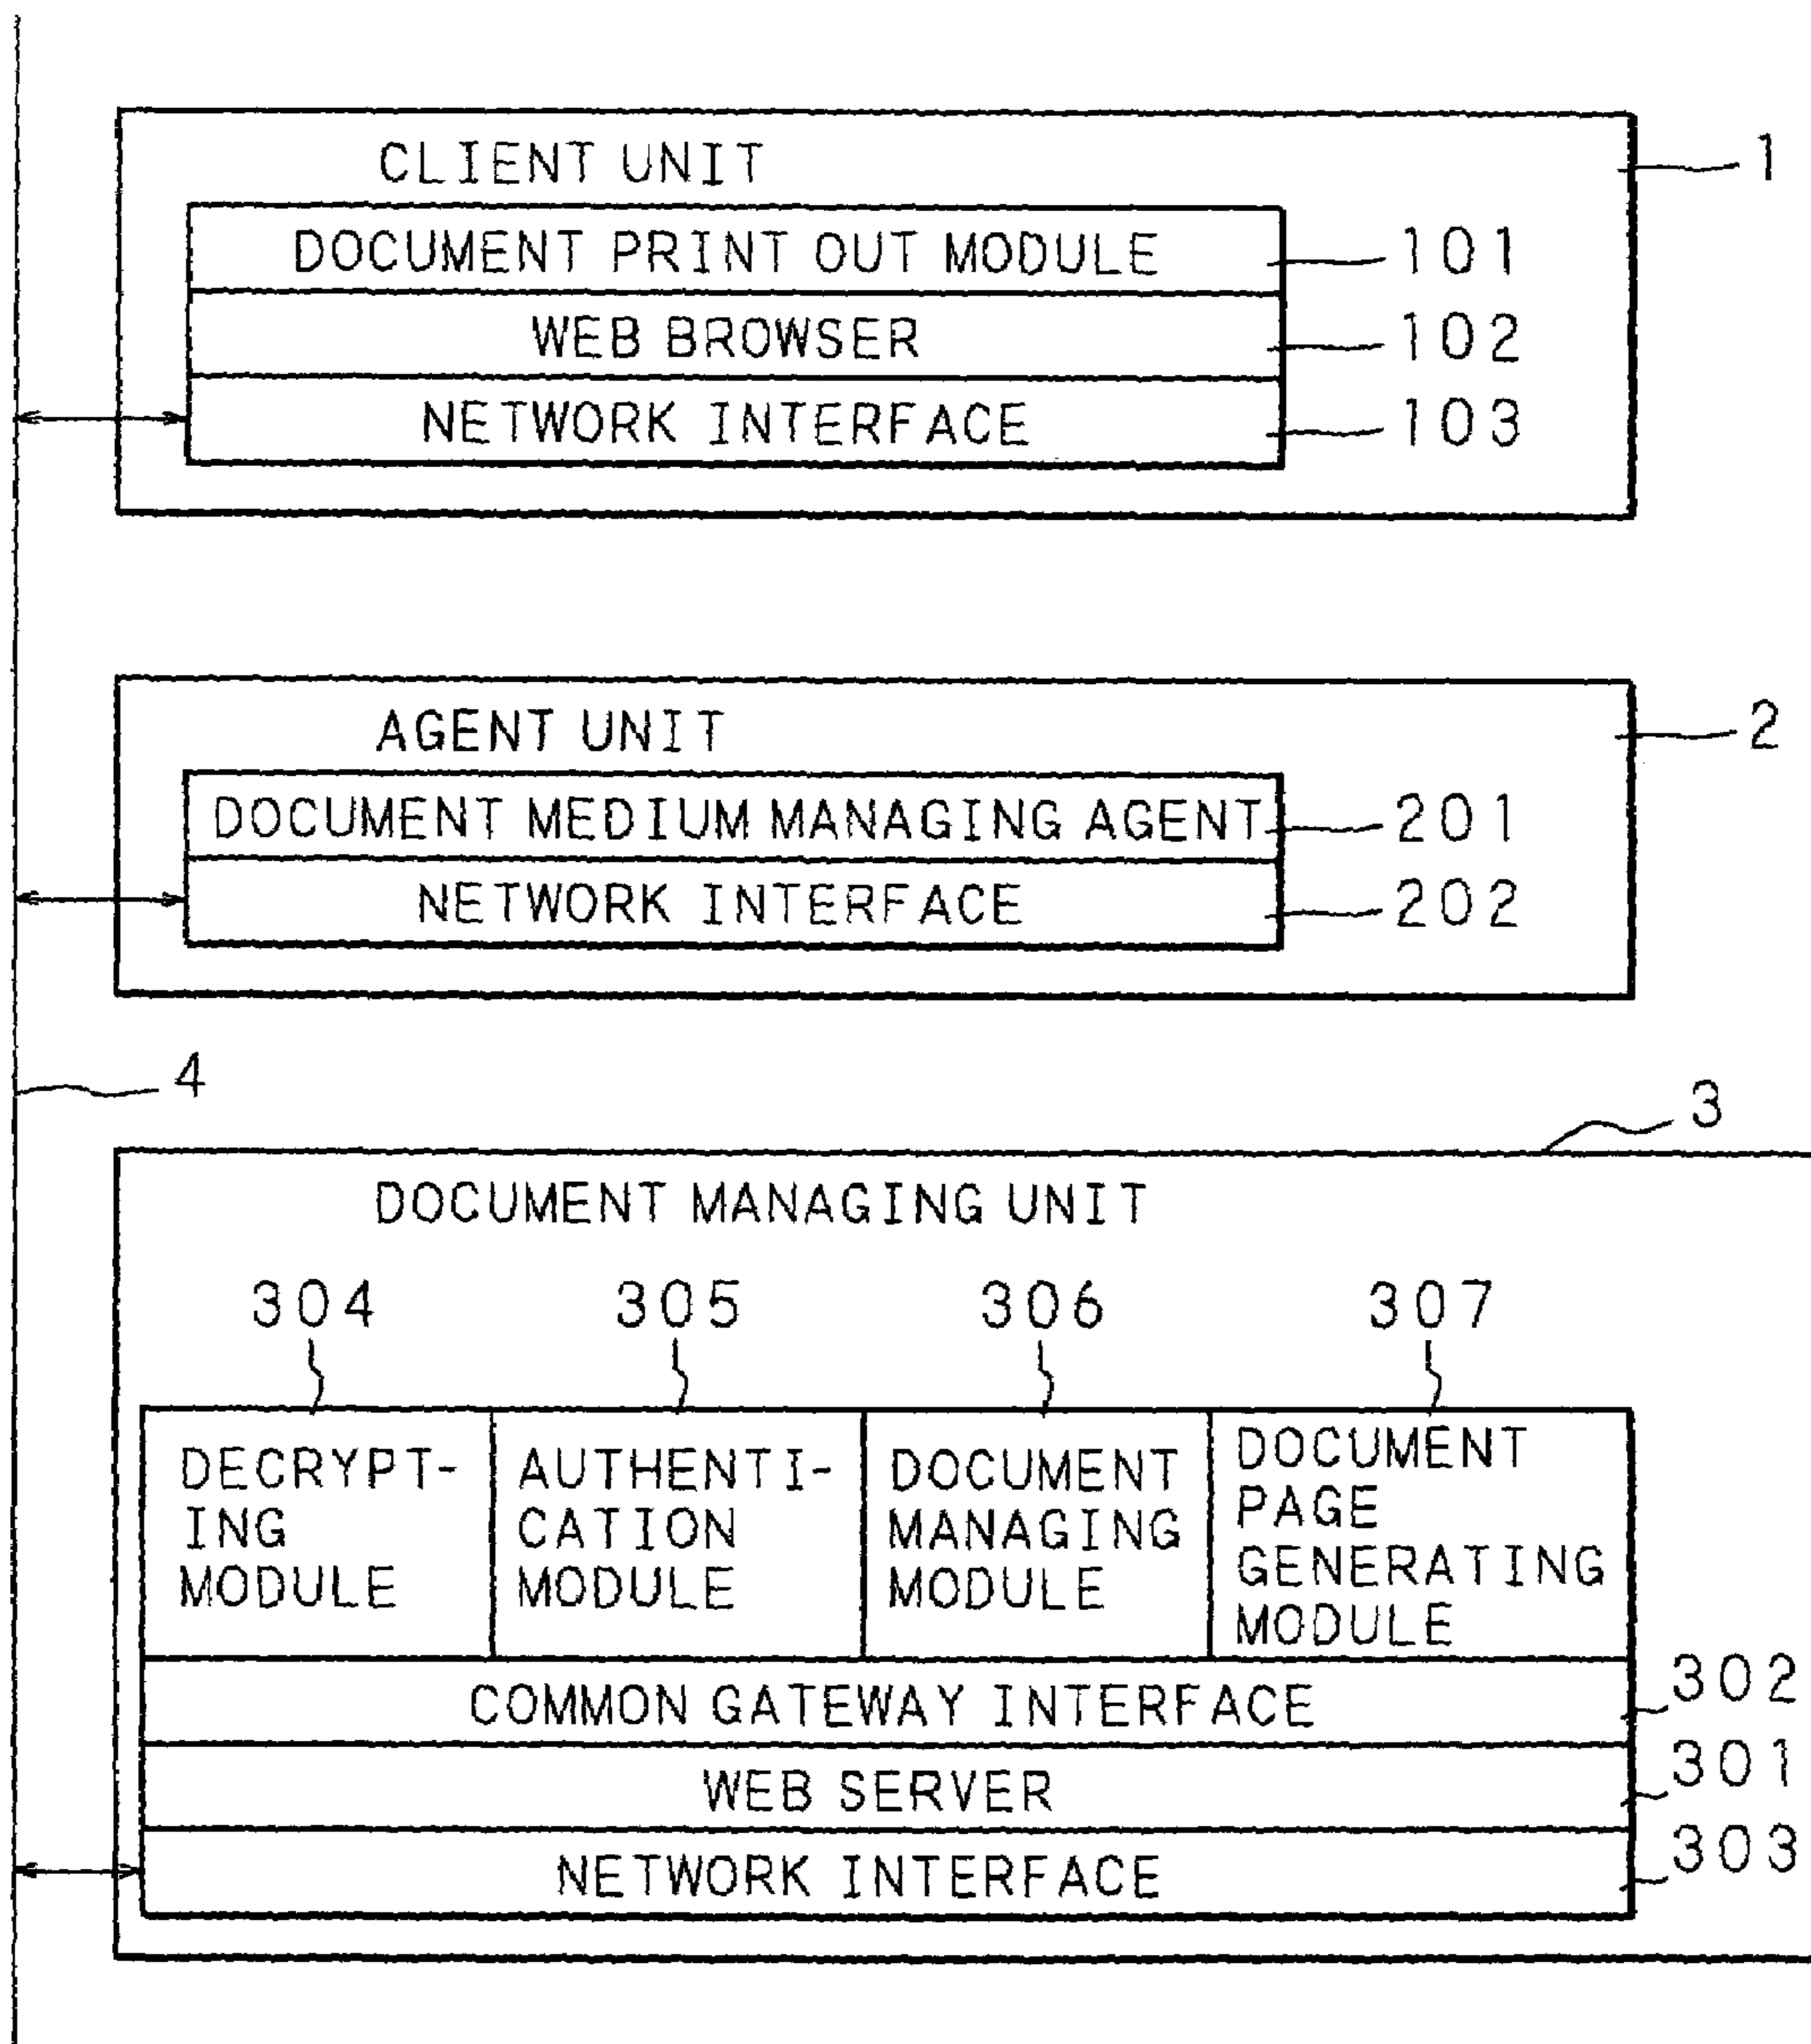 CLIENT UNIT
1
DOCUMENT PRINT OUT MODULE
101
WEB BROWSER
102
NETWORK INTERFACE
103
AGENT UNIT
2
DOCUMENT MEDIUM MANAGING AGENT
201
NETWORK INTERFACE
202
4
3
DOCUMENT MANAGING UNIT
304
305
306
307
DECRYPT-
ING
MODULE
AUTHENTI-
CATION
MODULE
DOCUMENT
MANAGING
MODULE
DOCUMENT
PAGE
GENERATING
MODULE
COMMON GATEWAY INTERFACE
302
WEB SERVER
301
NETWORK INTERFACE
303